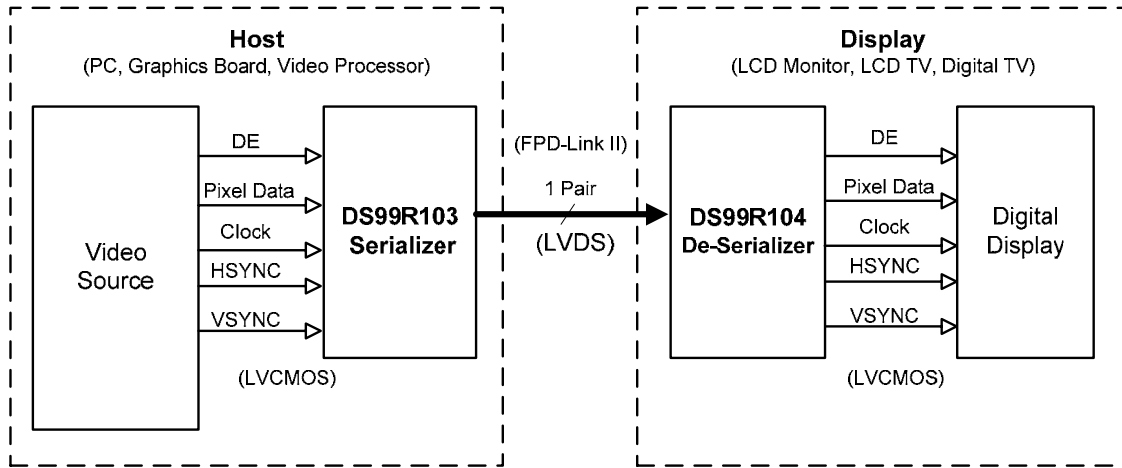 Host
(PC, Graphics Board, Video Processor)
Video
Source
DE
Pixel Data
Clock
HSYNC
VSYNC
(LVCMOS)
DS99R103
Serializer
(FPD-Link II)
1 Pair
(LVDS)
Display
(LCD Monitor, LCD TV, Digital TV)
DS99R104
De-Serializer
DE
Pixel Data
Clock
HSYNC
VSYNC
(LVCMOS)
Digital
Display